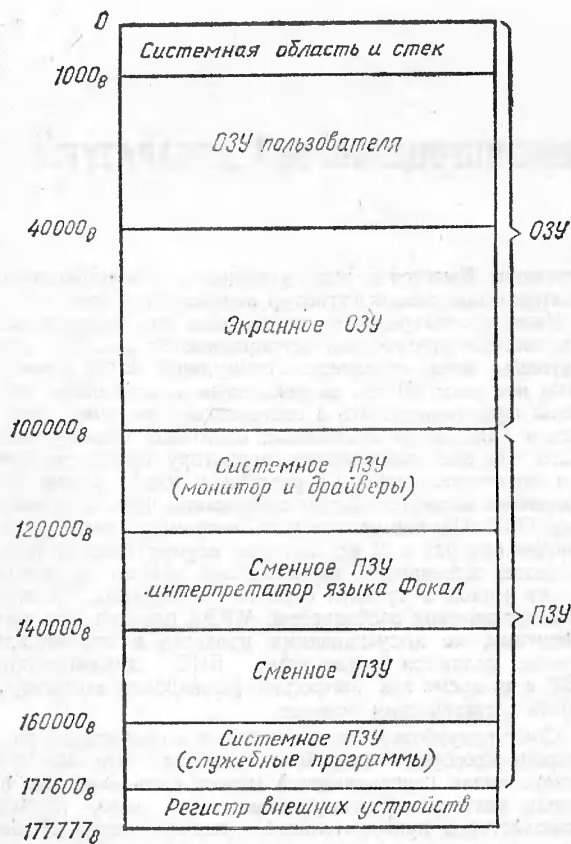 0
Системная область и стек
1000₈
ОЗУ пользователя
40000₈
ОЗУ
Экранное ОЗУ
100000₈
Системное ПЗУ
(монитор и драйверы)
120000₈
Сменное ПЗУ
-интерпретатор языка Фокал
ПЗУ
140000₈
Сменное ПЗУ
160000₈
Системное ПЗУ
(служебные программы)
177600₈
Регистр внешних устройств
177777₈